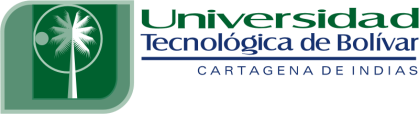 Universidad
Tecnológica de Bolívar
CARTAGENA DE INDIAS